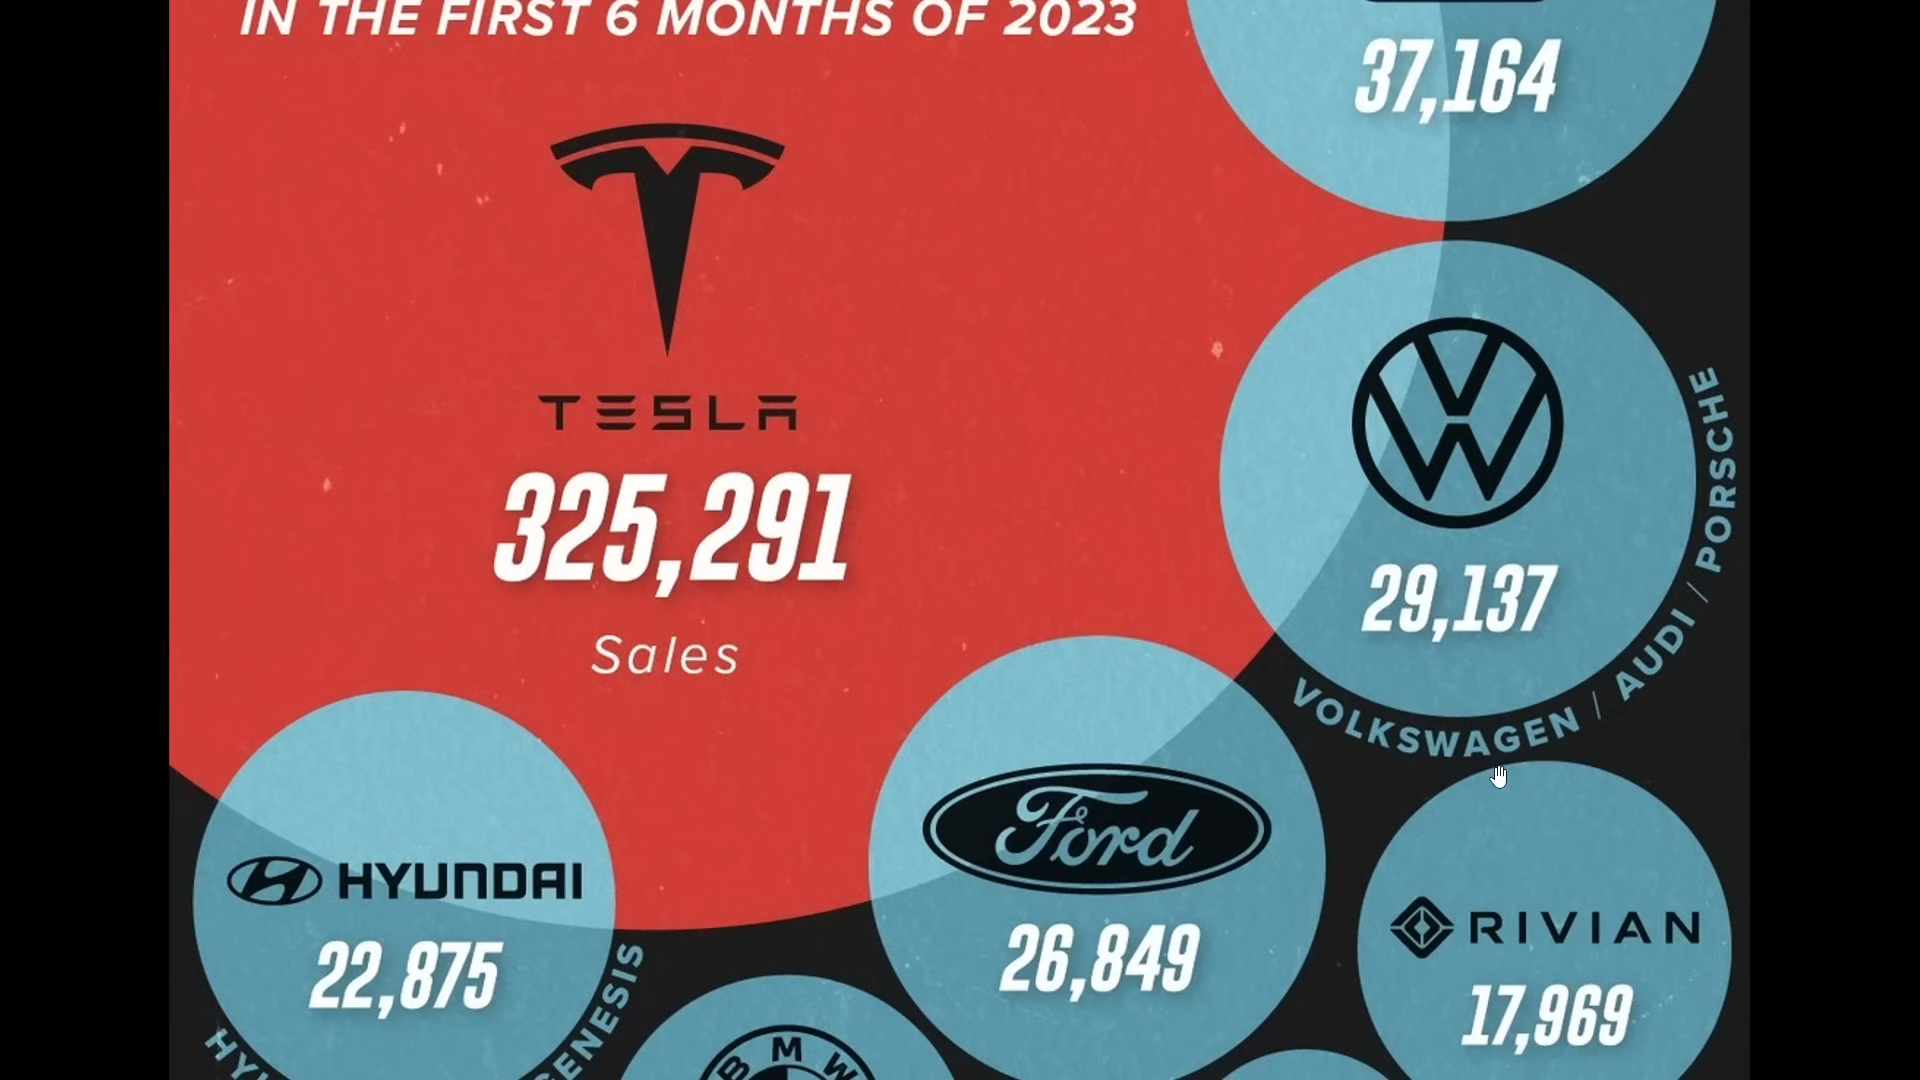 IN THE FIRST 6 MONTHS OF 2023
37,164
TESLA
325,291
Sales
29,137
VOLKSWAGEN / AUDI / PORSCHE
Ford
26,849
HYUNDAI
22,875
GENESIS
RIVIAN
17,969
BMW